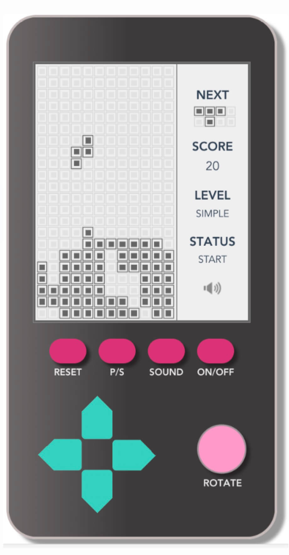 NEXT
SCORE
20
LEVEL
SIMPLE
STATUS
START
RESET
P/S
SOUND
ON/OFF
ROTATE